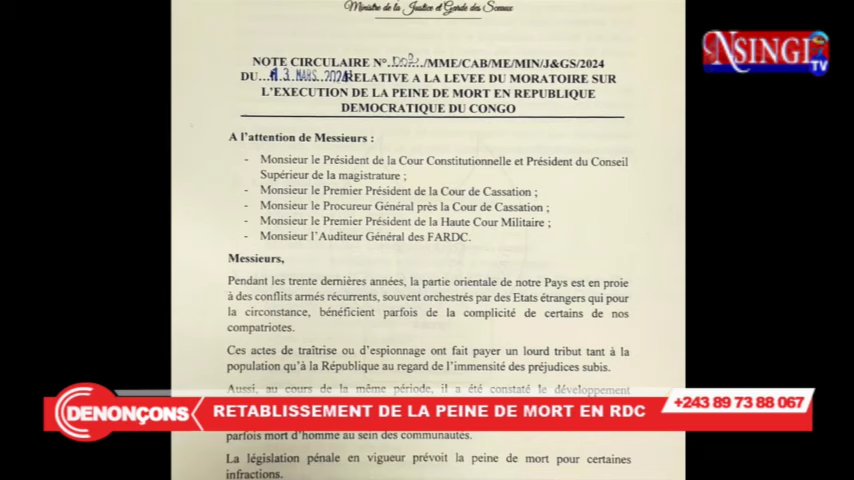 Ministre de la Justice et Garde des Sceaux
NSINGI
TV
NOTE CIRCULAIRE N°.002./MME/CAB/ME/MIN/J&GS/2024
DU...13 MARS 2024 RELATIVE A LA LEVEE DU MORATOIRE SUR
L'EXECUTION DE LA PEINE DE MORT EN REPUBLIQUE
DEMOCRATIQUE DU CONGO
A l'attention de Messieurs :
- Monsieur le Président de la Cour Constitutionnelle et Président du Conseil
Supérieur de la magistrature ;
- Monsieur le Premier Président de la Cour de Cassation ;
- Monsieur le Procureur Général près la Cour de Cassation ;
- Monsieur le Premier Président de la Haute Cour Militaire ;
- Monsieur l'Auditeur Général des FARDC.
Messieurs,
Pendant les trente dernières années, la partie orientale de notre Pays est en proie
à des conflits armés récurrents, souvent orchestrés par des Etats étrangers qui pour
la circonstance, bénéficient parfois de la complicité de certains de nos
compatriotes.
Ces actes de traîtrise ou d'espionnage ont fait payer un lourd tribut tant à la
population qu'à la République au regard de l'immensité des préjudices subis.
Aussi, au cours de la même période, il a été constaté le développement
DENONÇONS
RETABLISSEMENT DE LA PEINE DE MORT EN RDC
+243 89 73 88 067
parfois mort d'homme au sein des communautés.
La législation pénale en vigueur prévoit la peine de mort pour certaines
infractions.